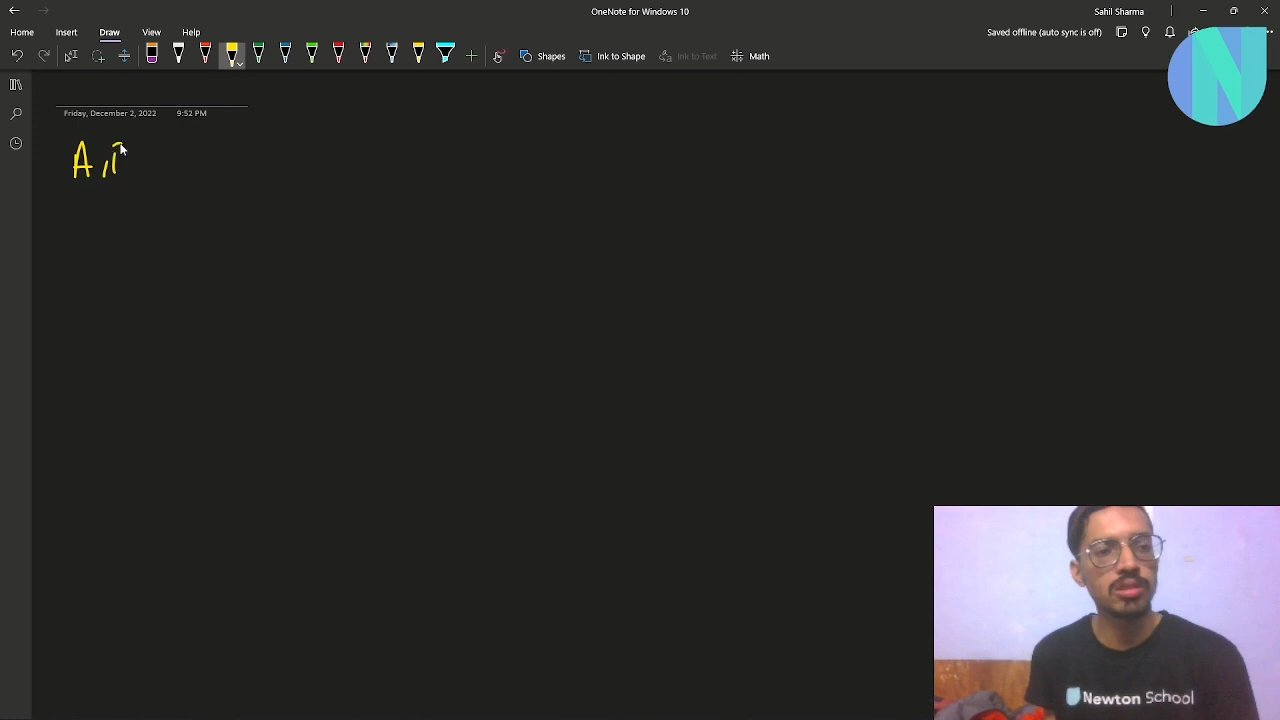 OneNote for Windows 10
Sahil Sharma
Home Insert Draw View Help
Saved offline (auto sync is off)
Shapes Ink to Shape Ink to Text Math
Friday, December 2, 2022 9:52 PM
A ,
Newton School